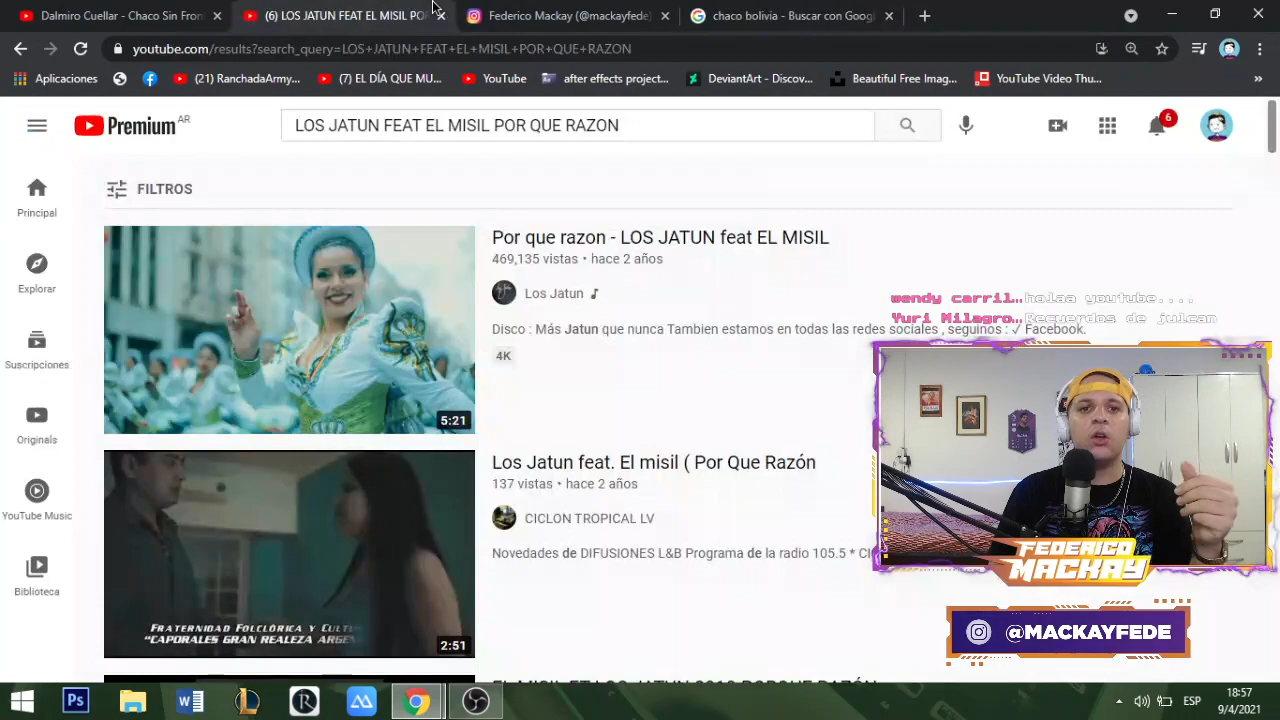 Dalmiro Cuellar - Chaco Sin Fron
(6) LOS JATUN FEAT EL MISIL POR
Federico Mackay (@mackayfede)
chaco bolivia - Buscar con Googl
youtube.com/results?search_query=LOS+JATUN+FEAT+EL+MISIL+POR+QUE+RAZON
Aplicaciones
(21) RanchadaArmy...
(7) EL DÍA QUE MU...
YouTube
after effects project...
DeviantArt - Discov...
Beautiful Free Imag...
YouTube Video Thu...
Premium AR
LOS JATUN FEAT EL MISIL POR QUE RAZON
6
FILTROS
Principal
Explorar
Suscripciones
Originals
YouTube Music
Biblioteca
5:21
Por que razon - LOS JATUN feat EL MISIL
469,135 vistas • hace 2 años
Los Jatun
Disco : Más Jatun que nunca Tambien estamos en todas las redes sociales , seguinos : ✓ Facebook.
4K
wendy carril...holaa youtube....
Yuri Milagro...Recuerdos de julean
FRATERNIDAD FOLCLÓRICA Y CULTU
"CAPORALES GRAN REALEZA ARGE
2:51
Los Jatun feat. El misil ( Por Que Razón
137 vistas • hace 2 años
CICLON TROPICAL LV
Novedades de DIFUSIONES L&B Programa de la radio 105.5 * CI
FEDERICO
MACKAY
@MACKAYFEDE
ESP
18:57
9/4/2021